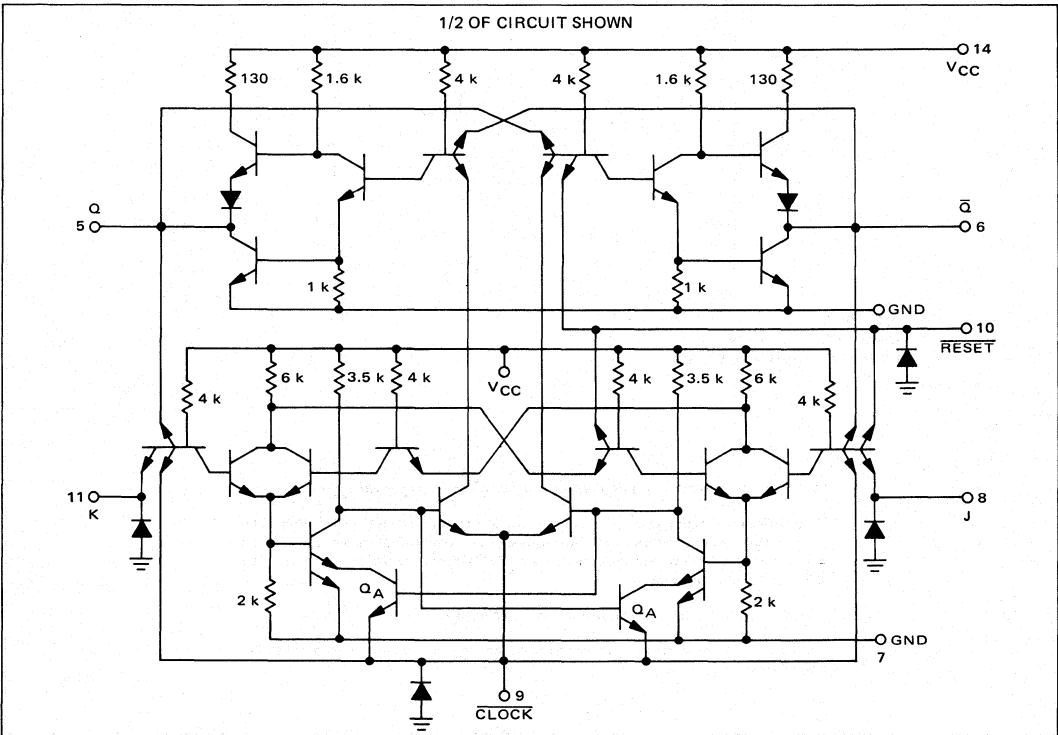 1/2 OF CIRCUIT SHOWN
14
VCC
130
1.6 k
4 k
4 k
1.6 k
130
Q
5
Q̅
6
1 k
1 k
GND
10
R̅E̅S̅E̅T̅
VCC
4 k
6 k
3.5 k
4 k
4 k
3.5 k
6 k
4 k
11
K
8
J
QA
QA
2 k
2 k
GND
7
9
C̅L̅O̅C̅K̅